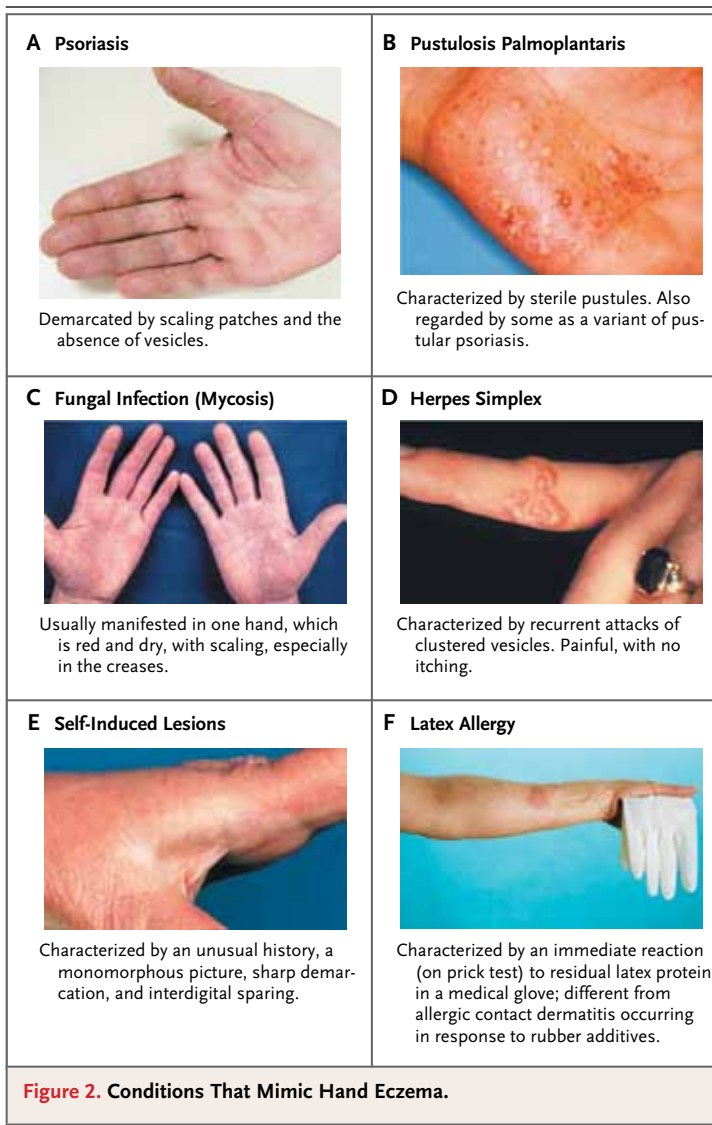 A Psoriasis
Demarcated by scaling patches and the
absence of vesicles.
B Pustulosis Palmoplantaris
Characterized by sterile pustules. Also
regarded by some as a variant of pus-
tular psoriasis.
C Fungal Infection (Mycosis)
Usually manifested in one hand, which
is red and dry, with scaling, especially
in the creases.
D Herpes Simplex
Characterized by recurrent attacks of
clustered vesicles. Painful, with no
itching.
E Self-Induced Lesions
Characterized by an unusual history, a
monomorphous picture, sharp demar-
cation, and interdigital sparing.
F Latex Allergy
Characterized by an immediate reaction
(on prick test) to residual latex protein
in a medical glove; different from
allergic contact dermatitis occurring
in response to rubber additives.
Figure 2. Conditions That Mimic Hand Eczema.